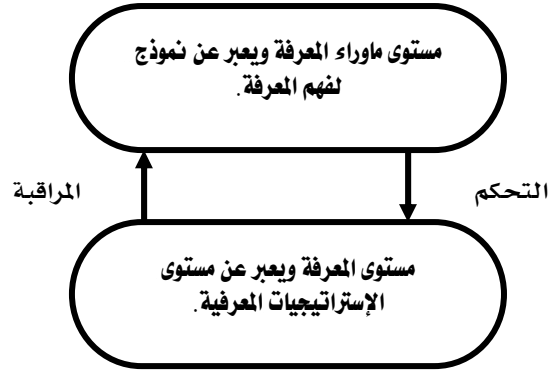 مستوى ماوراء المعرفة ويعبر عن نموذج
لفهم المعرفة.
التحكم
المراقبة
مستوى المعرفة ويعبر عن مستوى
الإستراتيجيات المعرفية.